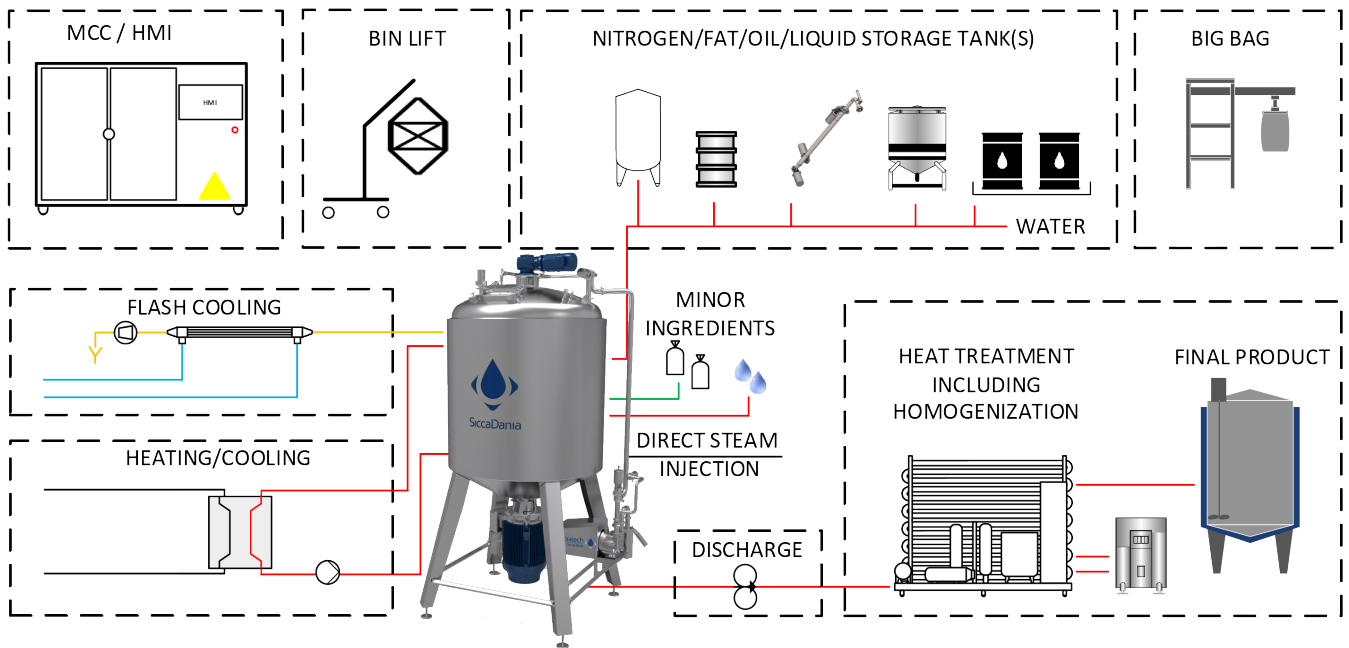 MCC / HMI
HMI
BIN LIFT
NITROGEN/FAT/OIL/LIQUID STORAGE TANK(S)
WATER
BIG BAG
FLASH COOLING
HEATING/COOLING
SiccaDania
MINOR
INGREDIENTS
DIRECT STEAM
INJECTION
DISCHARGE
HEAT TREATMENT
INCLUDING
HOMOGENIZATION
FINAL PRODUCT